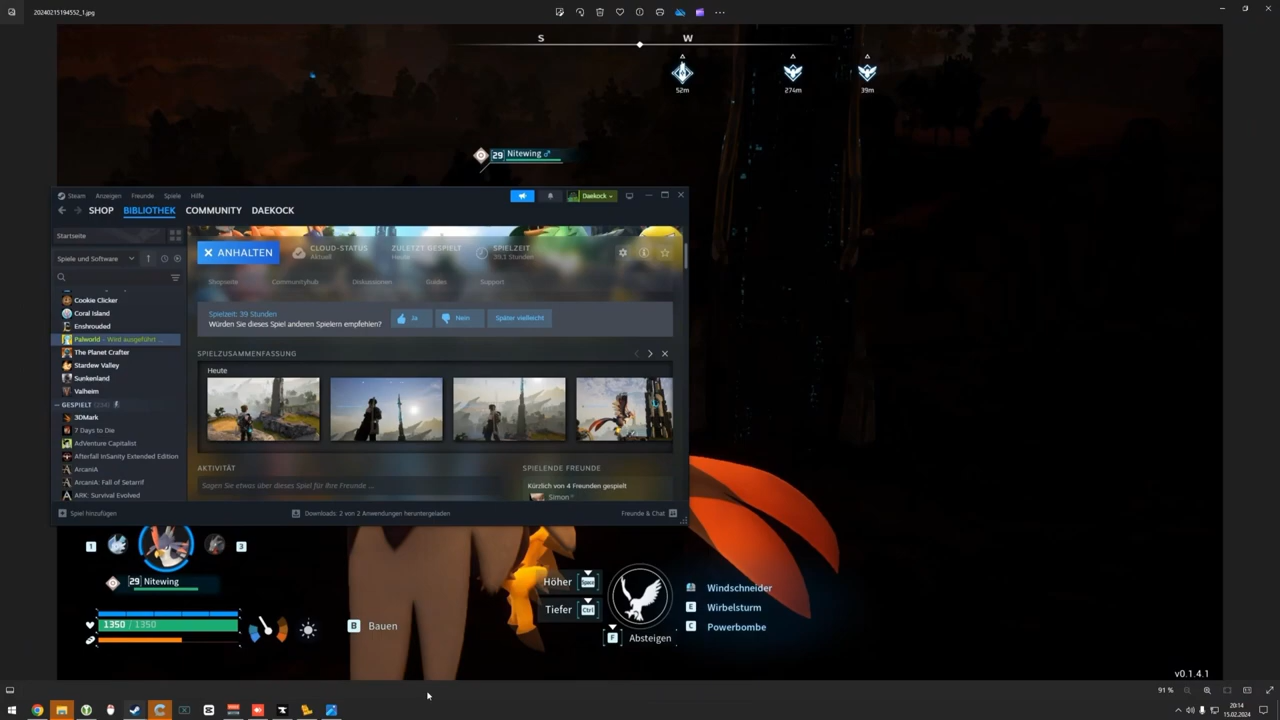 20240215194552_1.jpg
S
W
52m
274m
39m
29 Nitewing ♂
Steam Anzeigen Freunde Spiele Hilfe
Daekock
SHOP BIBLIOTHEK COMMUNITY DAEKOCK
Startseite
ANHALTEN
CLOUD-STATUS
Aktuell
ZULETZT GESPIELT
Heute
SPIELZEIT
39.1 Stunden
Spiele und Software
Shopseite Communityhub Diskussionen Guides Support
Cookie Clicker
Coral Island
Enshrouded
Palworld - Wird ausgeführt ...
The Planet Crafter
Stardew Valley
Sunkenland
Valheim
Spielzeit: 39 Stunden
Würden Sie dieses Spiel anderen Spielern empfehlen?
Ja
Nein
Später vielleicht
SPIELZUSAMMENFASSUNG
Heute
GESPIELT
3DMark
7 Days to Die
AdVenture Capitalist
Afterfall InSanity Extended Edition
ArcaniA
ArcaniA: Fall of Setarrif
ARK: Survival Evolved
AKTIVITÄT
Sagen Sie etwas über dieses Spiel für Ihre Freunde ...
SPIELENDE FREUNDE
Kürzlich von 4 Freunden gespielt
Simon
Spiel hinzufügen
Downloads: 2 von 2 Anwendungen heruntergeladen
Freunde & Chat
1
3
29 Nitewing
1350 / 1350
B Bauen
Höher Space
Tiefer Ctrl
F Absteigen
Windschneider
E Wirbelsturm
C Powerbombe
v0.1.4.1
91 %
20:14
15.02.2024